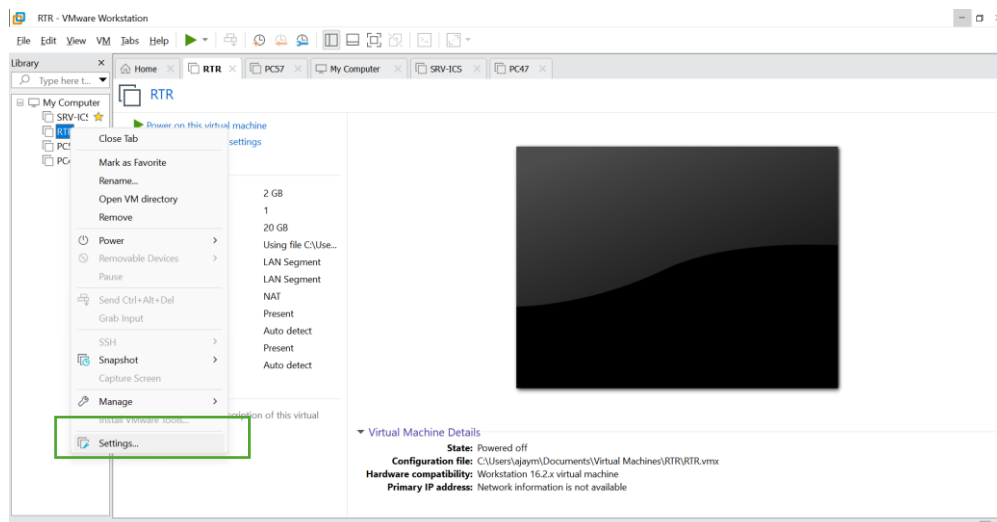 RTR - VMware Workstation
File Edit View VM Tabs Help
Library
Type here t...
Home RTR PC57 My Computer SRV-ICS PC47
My Computer
SRV-ICS
RTR
RTR
Power on this virtual machine
settings
Close Tab
Mark as Favorite
Rename...
Open VM directory
Remove
Power
Removable Devices
Pause
Send Ctrl+Alt+Del
Grab Input
SSH
Snapshot
Capture Screen
Manage
Install VMware Tools...
Settings...
2 GB
1
20 GB
Using file C:\Use...
LAN Segment
LAN Segment
NAT
Present
Auto detect
Present
Auto detect
scription of this virtual
Virtual Machine Details
State: Powered off
Configuration file: C:\Users\ajaym\Documents\Virtual Machines\RTR\RTR.vmx
Hardware compatibility: Workstation 16.2.x virtual machine
Primary IP address: Network information is not available